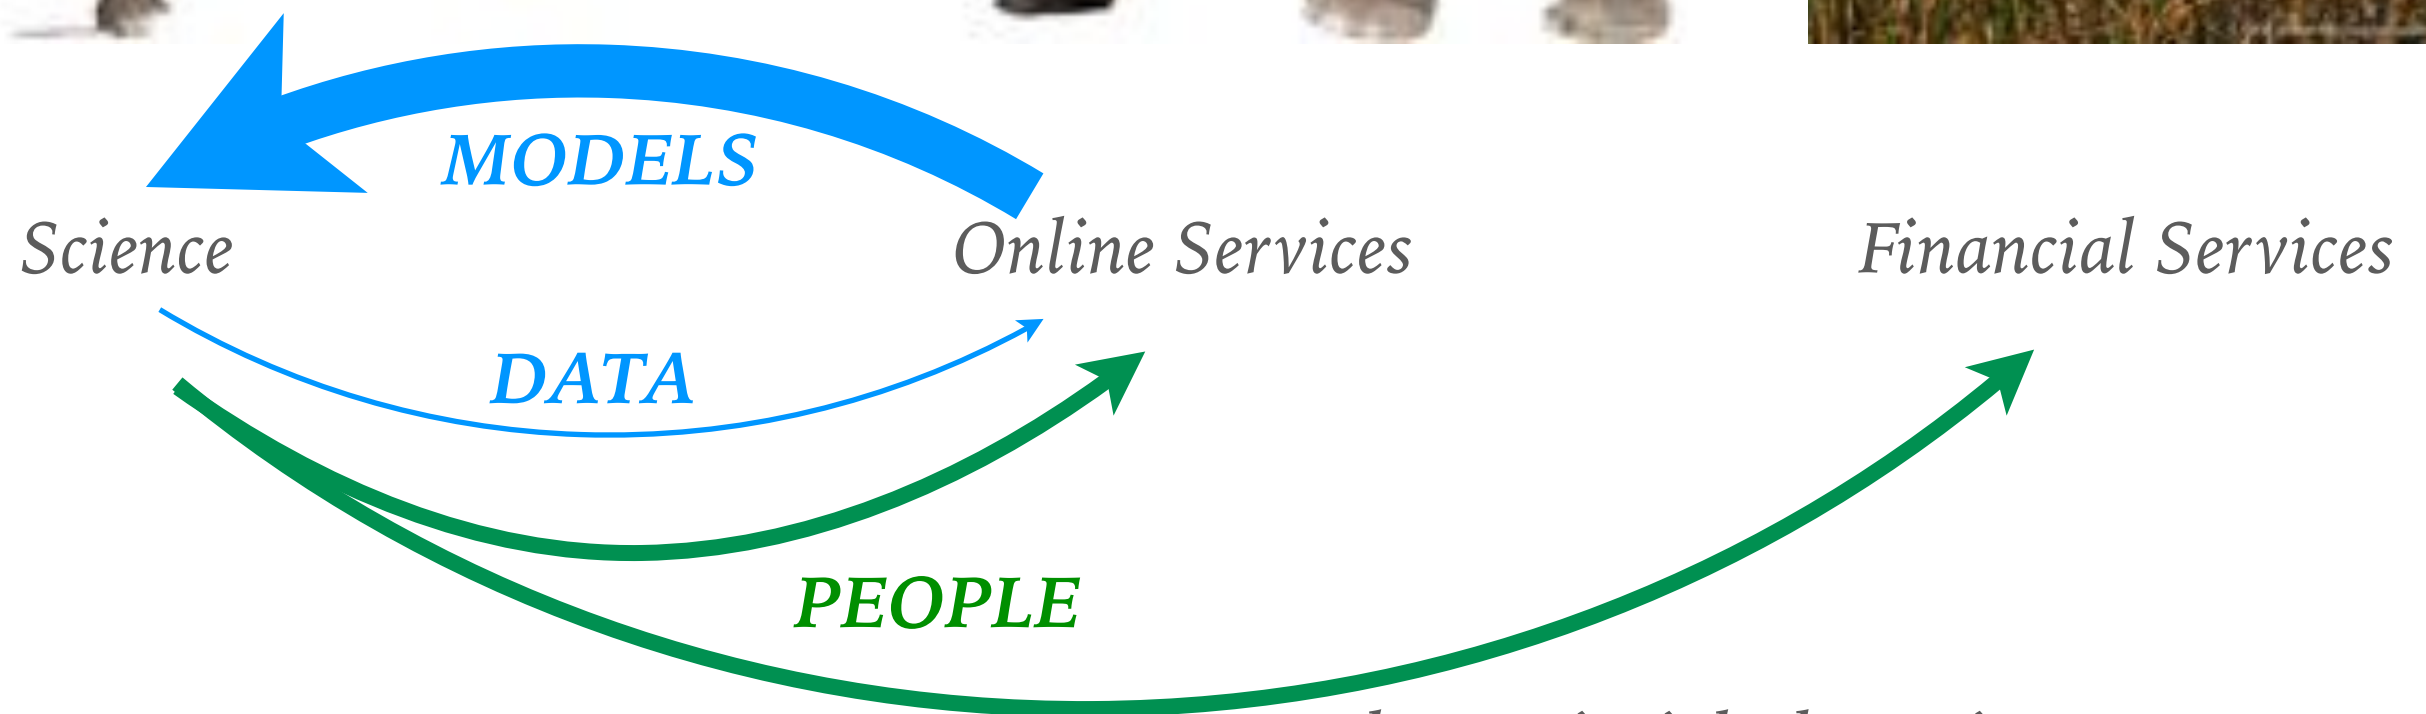 MODELS
Science
Online Services
Financial Services
DATA
PEOPLE